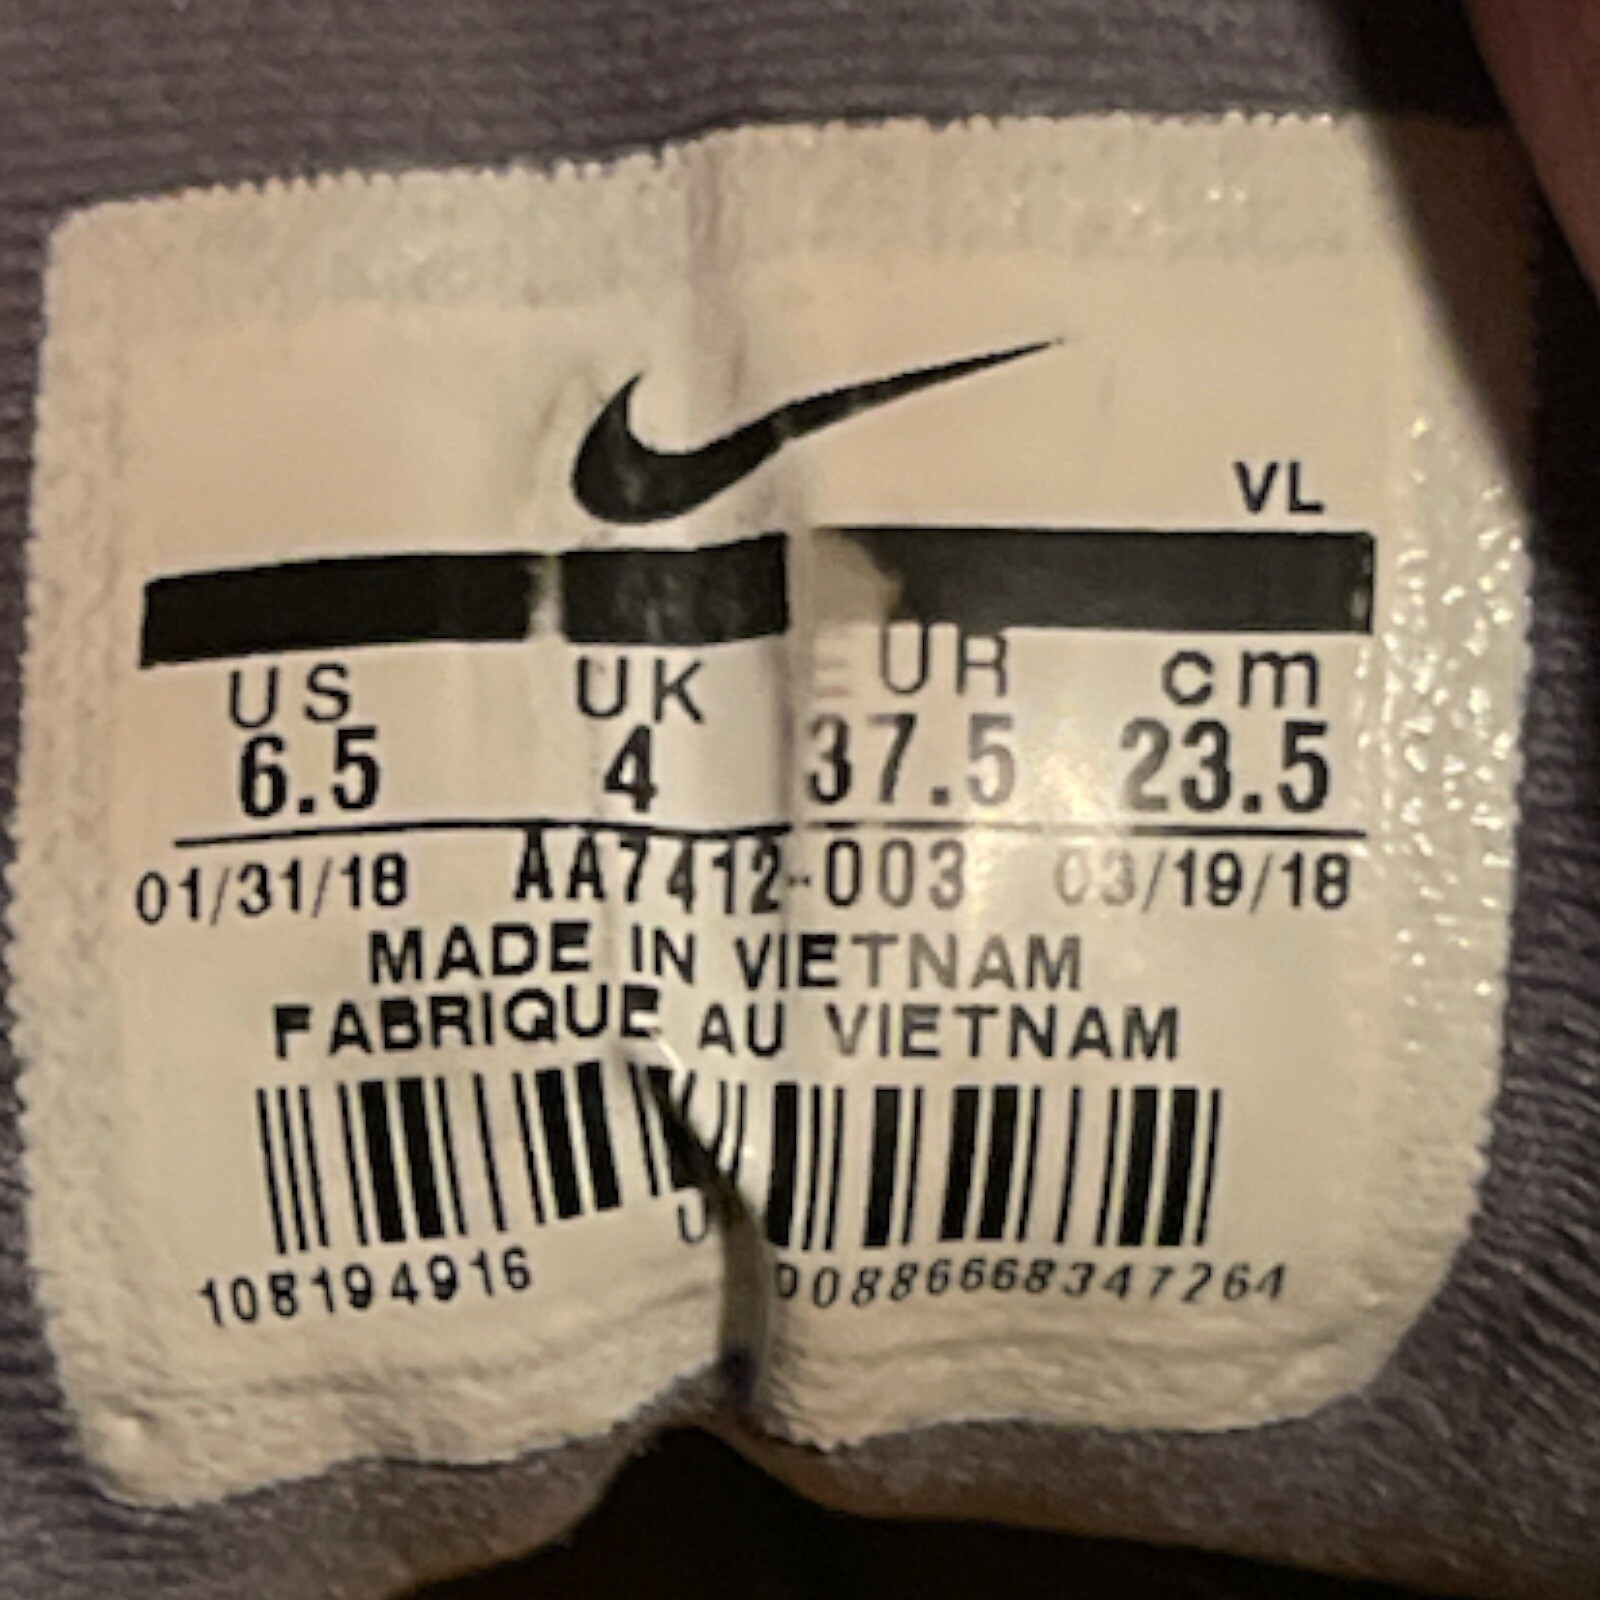 VL
US UK EUR cm
6.5 4 37.5 23.5
01/31/18 AA7412-003 03/19/18
MADE IN VIETNAM
FABRIQUE AU VIETNAM
108194916 00886668347264